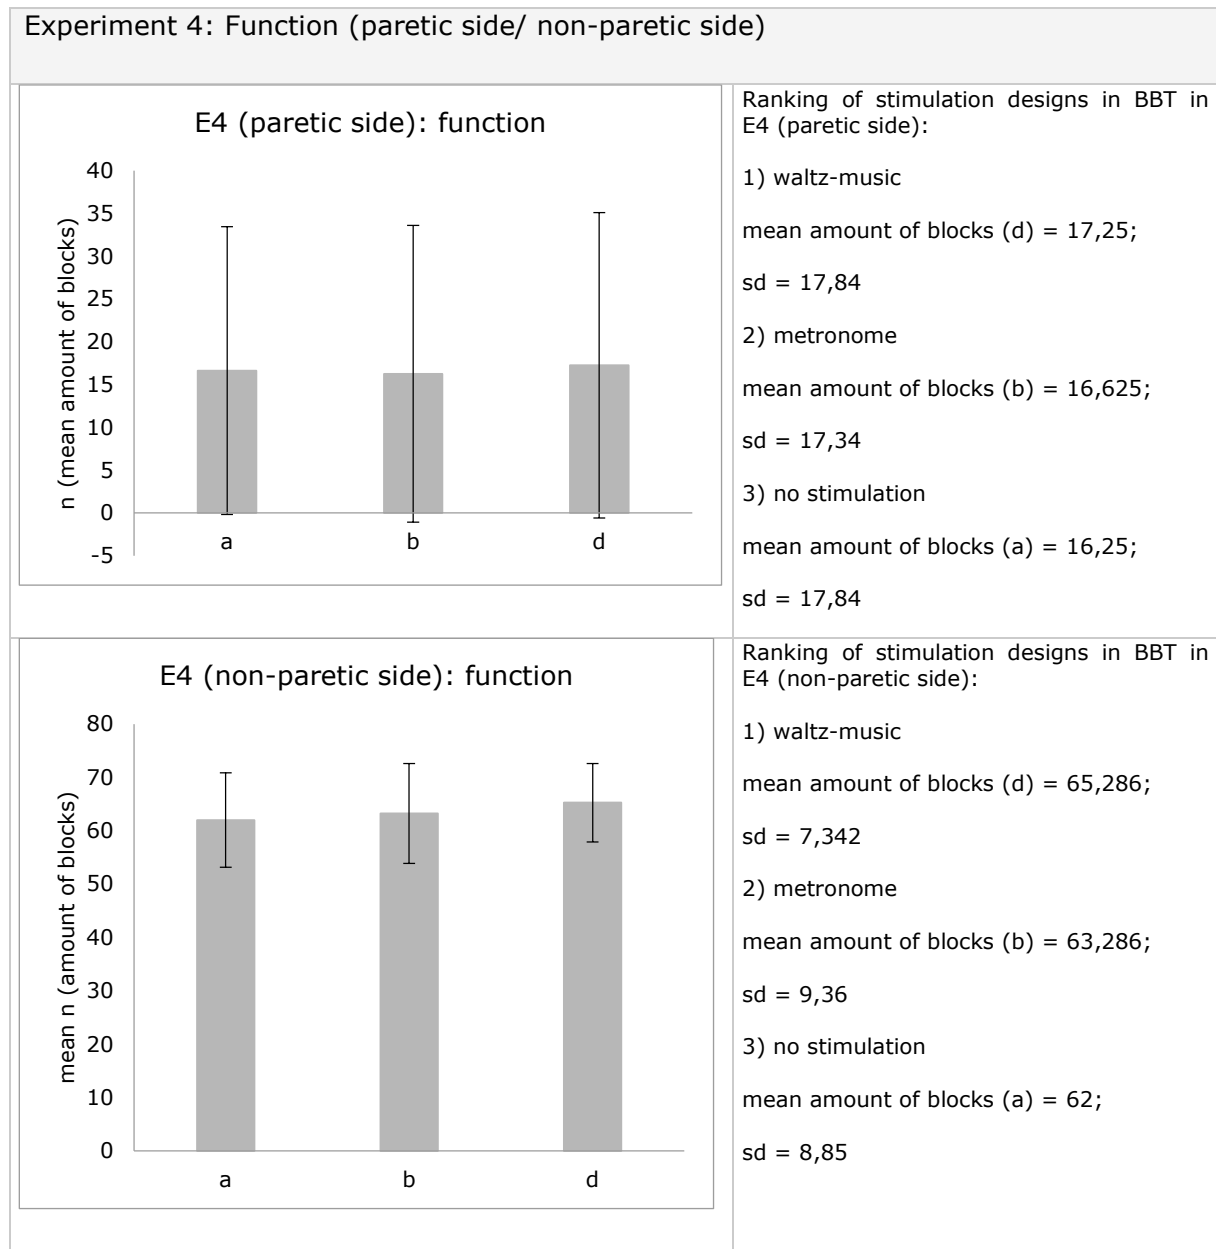 Experiment 4: Function (paretic side/ non-paretic side)
E4 (paretic side): function
n (mean amount of blocks)
40
35
30
25
20
15
10
5
0
-5
a
b
d
Ranking of stimulation designs in BBT in
E4 (paretic side):
1) waltz-music
mean amount of blocks (d) = 17,25;
sd = 17,84
2) metronome
mean amount of blocks (b) = 16,625;
sd = 17,34
3) no stimulation
mean amount of blocks (a) = 16,25;
sd = 17,84
E4 (non-paretic side): function
mean n (amount of blocks)
80
70
60
50
40
30
20
10
0
a
b
d
Ranking of stimulation designs in BBT in
E4 (non-paretic side):
1) waltz-music
mean amount of blocks (d) = 65,286;
sd = 7,342
2) metronome
mean amount of blocks (b) = 63,286;
sd = 9,36
3) no stimulation
mean amount of blocks (a) = 62;
sd = 8,85